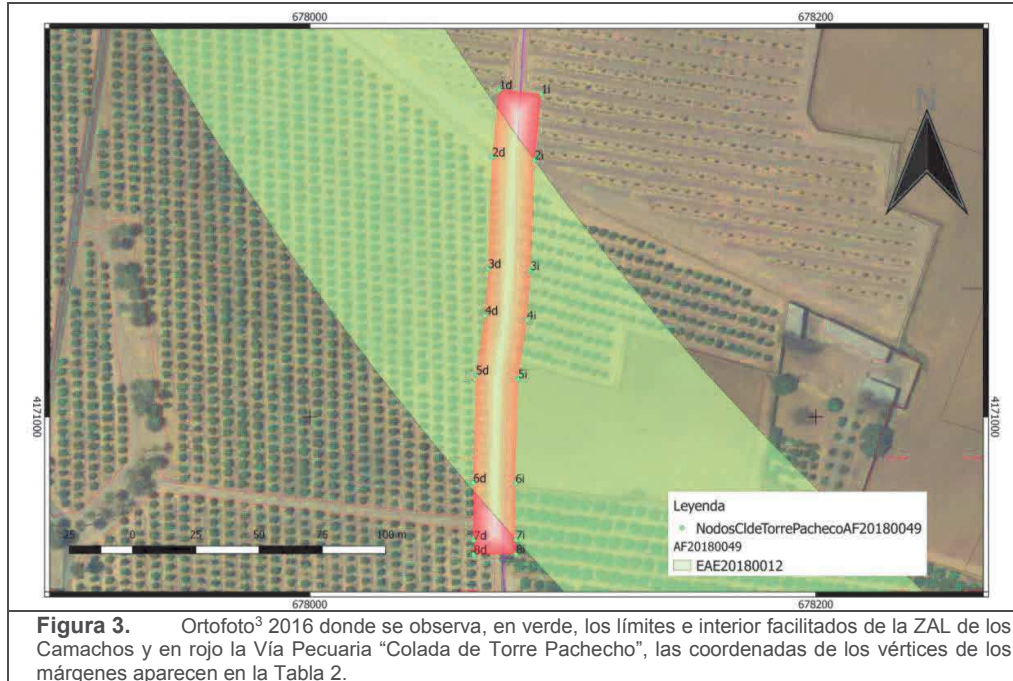 678000
678200
N
1d
1i
2d
2i
3d
3i
4d
4i
5d
5i
6d
6i
7d
7i
8d
8i
4171000
4171000
25 0 25 50 75 100 m
Leyenda
NodosCldeTorrePachecoAF20180049
AF20180049
EAE20180012
678000
678200
Figura 3. Ortofoto³ 2016 donde se observa, en verde, los límites e interior facilitados de la ZAL de los
Camachos y en rojo la Vía Pecuaria “Colada de Torre Pachecho”, las coordenadas de los vértices de los
márgenes aparecen en la Tabla 2.